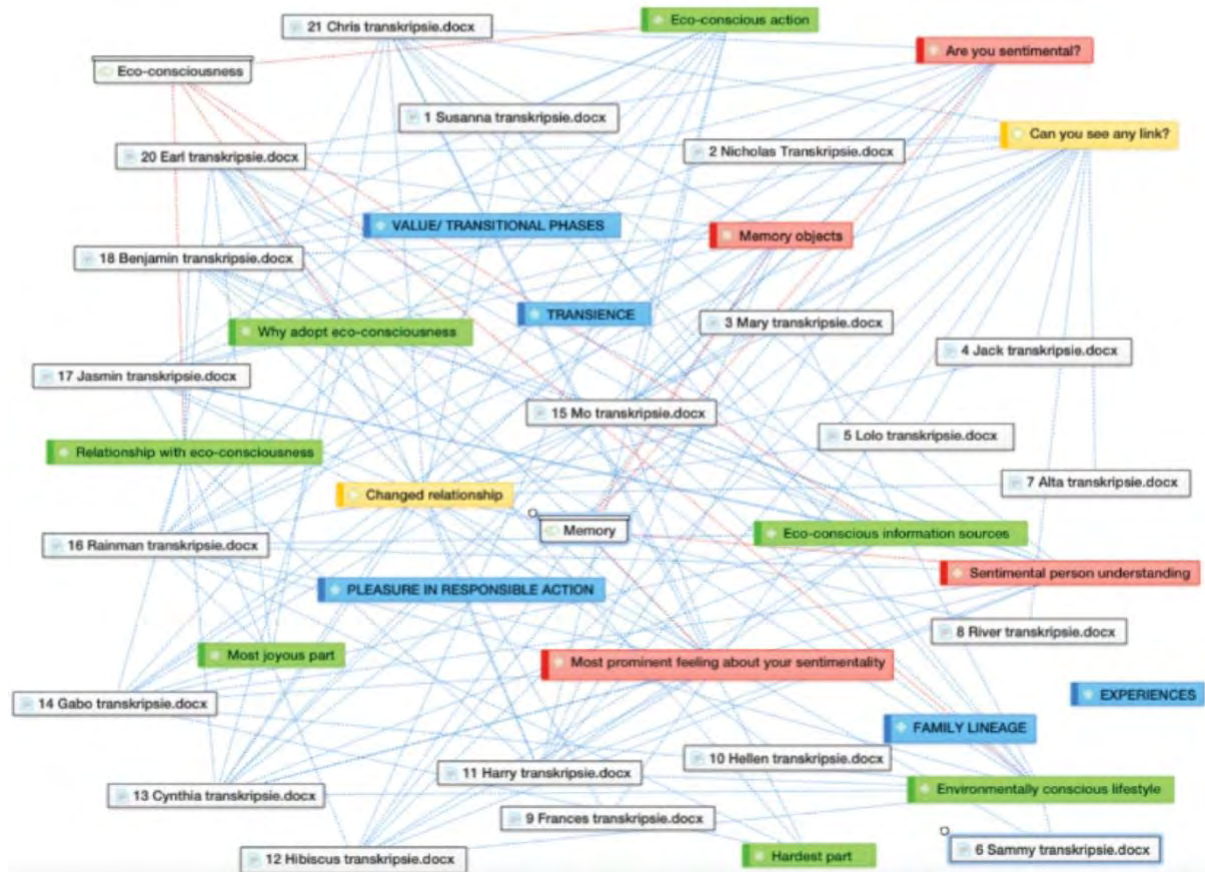 21 Chris transkripsie.docx
Eco-conscious action
Are you sentimental?
Eco-consciousness
1 Susanna transkripsie.docx
Can you see any link?
20 Earl transkripsie.docx
2 Nicholas Transkripsie.docx
VALUE/ TRANSITIONAL PHASES
Memory objects
18 Benjamin transkripsie.docx
TRANSIENCE
3 Mary transkripsie.docx
Why adopt eco-consciousness
4 Jack transkripsie.docx
17 Jasmin transkripsie.docx
15 Mo transkripsie.docx
5 Lolo transkripsie.docx
Relationship with eco-consciousness
7 Alta transkripsie.docx
Changed relationship
Memory
Eco-conscious information sources
16 Rainman transkripsie.docx
Sentimental person understanding
PLEASURE IN RESPONSIBLE ACTION
8 River transkripsie.docx
Most joyous part
Most prominent feeling about your sentimentality
EXPERIENCES
14 Gabo transkripsie.docx
FAMILY LINEAGE
10 Hellen transkripsie.docx
11 Harry transkripsie.docx
Environmentally conscious lifestyle
13 Cynthia transkripsie.docx
9 Frances transkripsie.docx
6 Sammy transkripsie.docx
Hardest part
12 Hibiscus transkripsie.docx